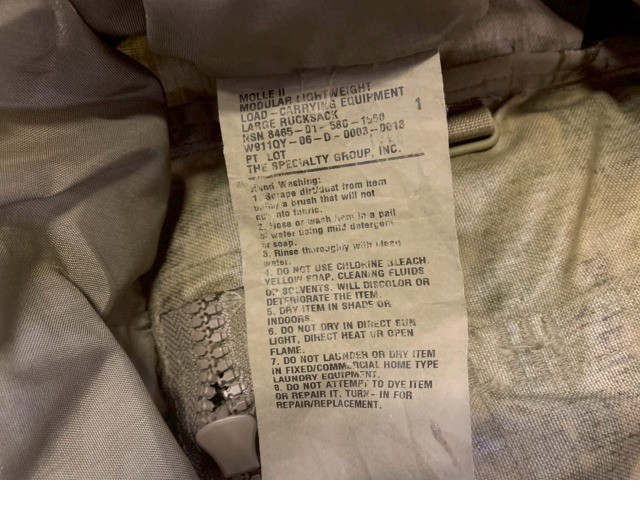 MOLLE II
MODULAR LIGHTWEIGHT
LOAD-CARRYING EQUIPMENT 1
LARGE RUCKSACK
NSN 8465-01-580-1560
W911QY-06-D-0003-0013
PT LOT
THE SPECIALTY GROUP, INC.
Hand Washing:
1. Scrape dirt/dust from item
using a brush that will not
cut into fabric.
2. Hose or wash item in a pail
of water using mild detergent
or soap.
3. Rinse thoroughly with clean
water.
4. DO NOT USE CHLORINE BLEACH.
YELLOW SOAP, CLEANING FLUIDS
OR SOLVENTS. WILL DISCOLOR OR
DETERIORATE THE ITEM.
5. DRY ITEM IN SHADE OR
INDOORS.
6. DO NOT DRY IN DIRECT SUN
LIGHT, DIRECT HEAT OR OPEN
FLAME.
7. DO NOT LAUNDER OR DRY ITEM
IN FIXED/COMMERCIAL HOME TYPE
LAUNDRY EQUIPMENT.
8. DO NOT ATTEMPT TO DYE ITEM
OR REPAIR IT. TURN-IN FOR
REPAIR/REPLACEMENT.